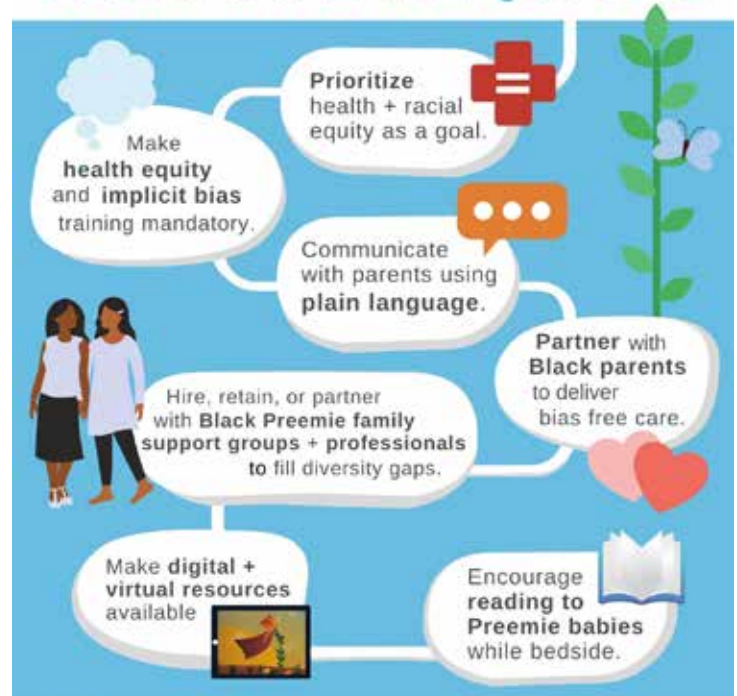 Prioritize
health + racial
equity as a goal.
Make
health equity
and implicit bias
training mandatory.
Communicate
with parents using
plain language.
Partner with
Black parents
to deliver
bias free care.
Hire, retain, or partner
with Black Preemie family
support groups + professionals
to fill diversity gaps.
Make digital +
virtual resources
available
Encourage
reading to
Preemie babies
while bedside.